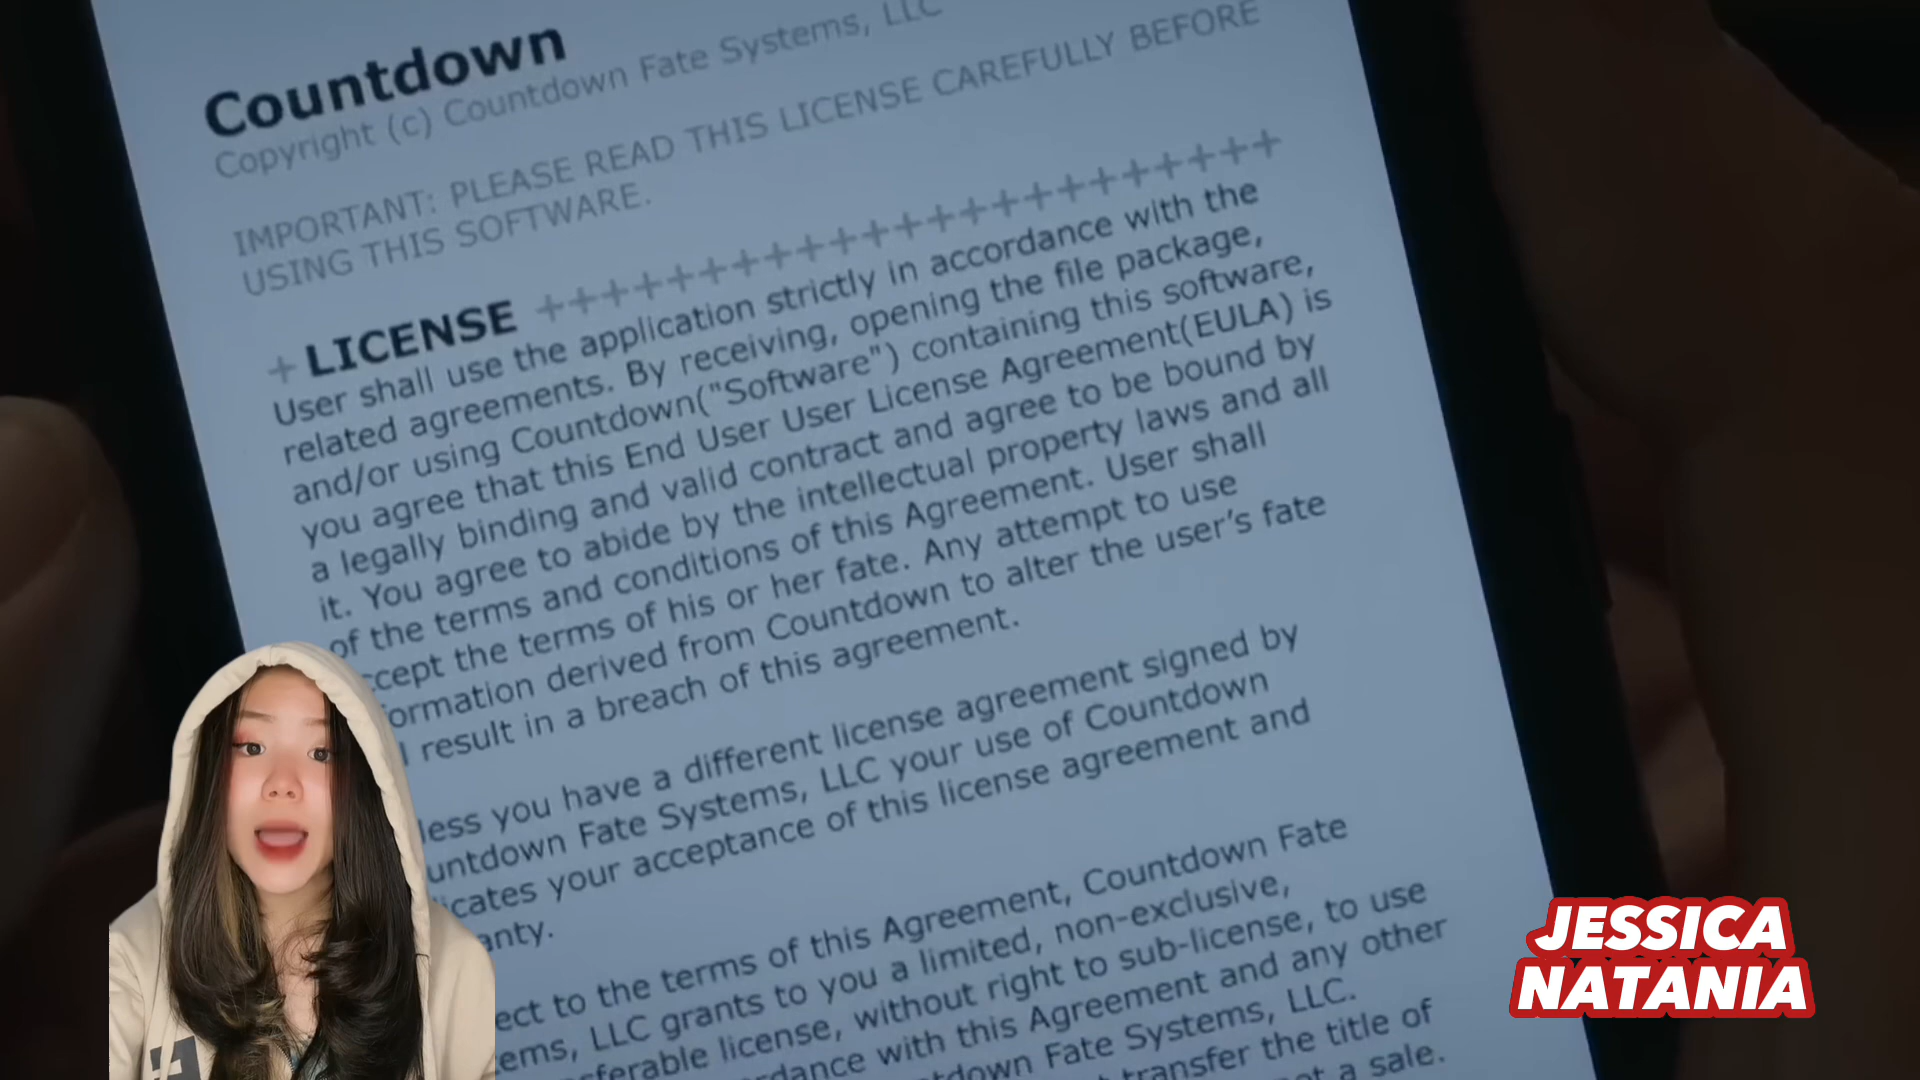 Countdown
Copyright (c) Countdown Fate Systems, LLC
IMPORTANT: PLEASE READ THIS LICENSE CAREFULLY BEFORE
USING THIS SOFTWARE.
+ LICENSE +++++++++++++++++++++++
User shall use the application strictly in accordance with the
related agreements. By receiving, opening the file package,
and/or using Countdown("Software") containing this software,
you agree that this End User User License Agreement(EULA) is
a legally binding and valid contract and agree to be bound by
it. You agree to abide by the intellectual property laws and all
of the terms and conditions of this Agreement. User shall
ccept the terms of his or her fate. Any attempt to use
ormation derived from Countdown to alter the user's fate
l result in a breach of this agreement.
less you have a different license agreement signed by
untdown Fate Systems, LLC your use of Countdown
icates your acceptance of this license agreement and
anty.
ect to the terms of this Agreement, Countdown Fate
tems, LLC grants to you a limited, non-exclusive,
sferable license, without right to sub-license, to use
rdance with this Agreement and any other
tdown Fate Systems, LLC.
transfer the title of
ot a sale.
JESSICA
NATANIA